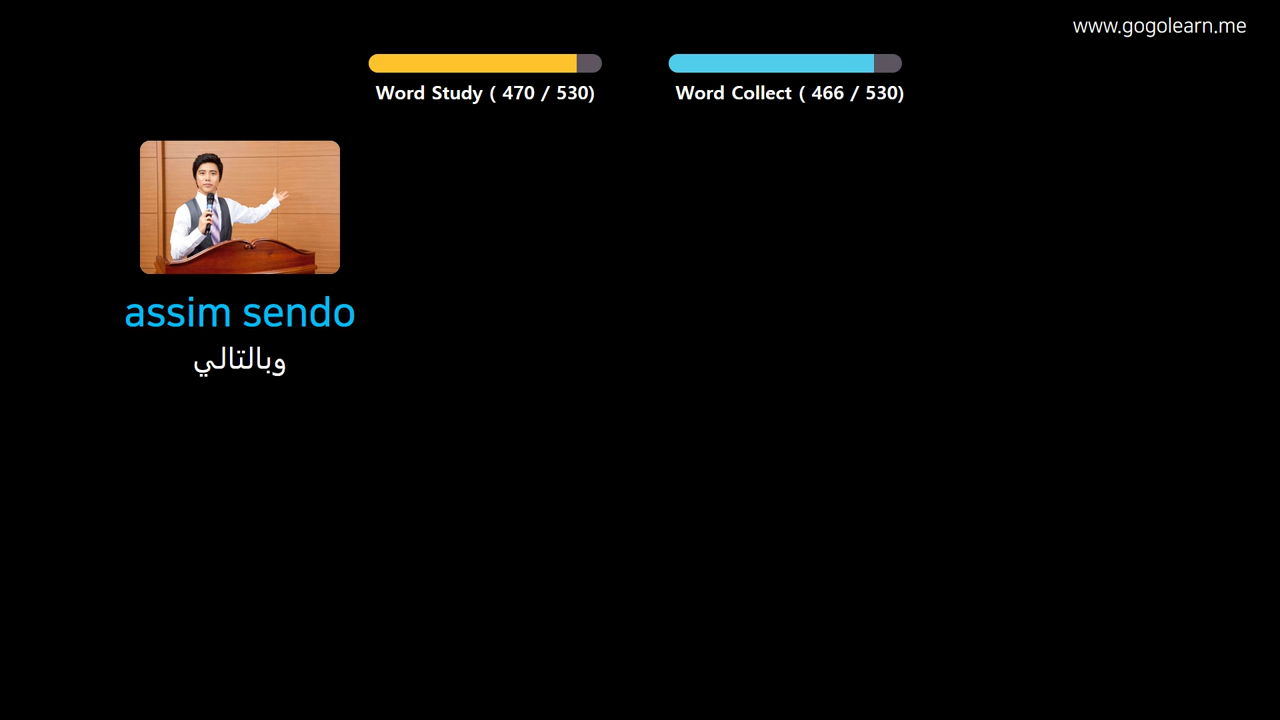 www.gogolearn.me
Word Study ( 470 / 530)
Word Collect ( 466 / 530)
assim sendo
وبالتالي